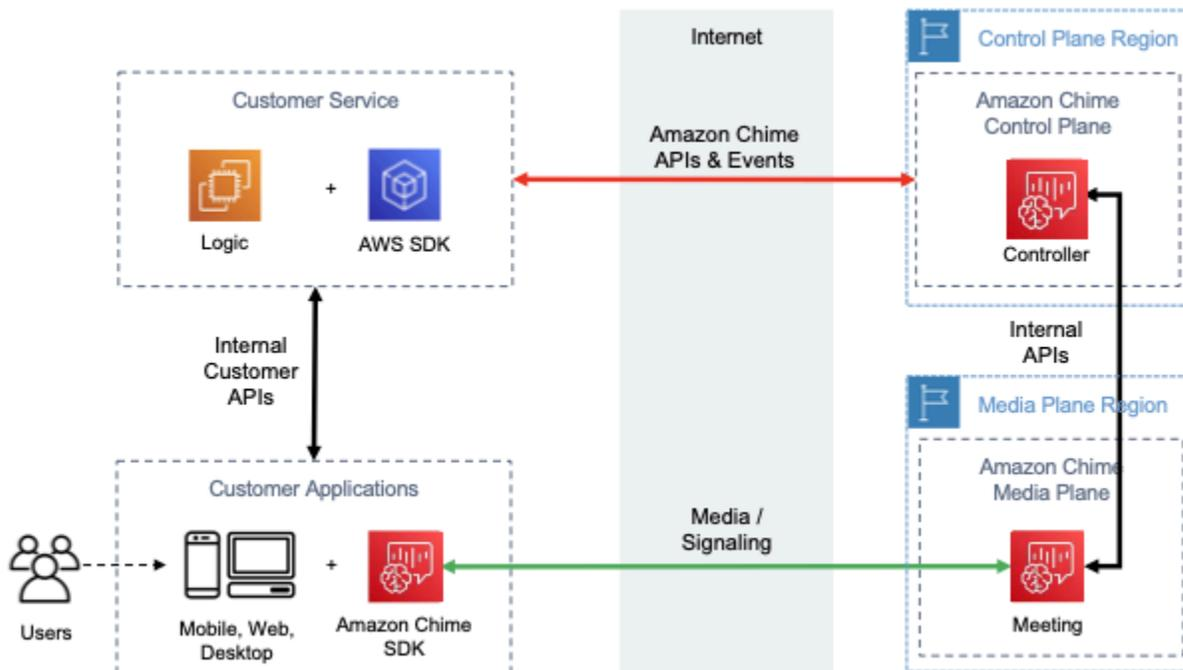 Internet
Control Plane Region
Customer Service
Amazon Chime
Control Plane
Amazon Chime
APIs & Events
+
Logic
AWS SDK
Controller
Internal
Customer
APIs
Internal
APIs
Media Plane Region
Customer Applications
Amazon Chime
Media Plane
Media /
Signaling
+
Users
Mobile, Web,
Desktop
Amazon Chime
SDK
Meeting